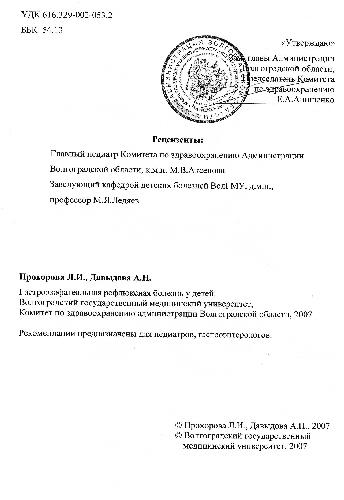 УДК 616.329-002-053.2
ББК 54.13
«Утверждаю»
главы Администрации
Волгоградской области,
председатель Комитета
по здравоохранению
Е.А.Анищенко
Рецензенты:
Главный педиатр Комитета по здравоохранению Администрации
Волгоградской области, к.м.н. М.В.Аксенова
Заведующий кафедрой детских болезней ВолГМУ, д.м.н.,
профессор М.Я.Ледяев
Прохорова Л.И., Давыдова А.Н.
Гастроэзофагеальная рефлюксная болезнь у детей
Волгоградский государственный медицинский университет,
Комитет по здравоохранению администрации Волгоградской области, 2007
Рекомендации предназначены для педиатров, гастроэнтерологов.
© Прохорова Л.И., Давыдова А.Н., 2007
© Волгоградский государственный
медицинский университет, 2007